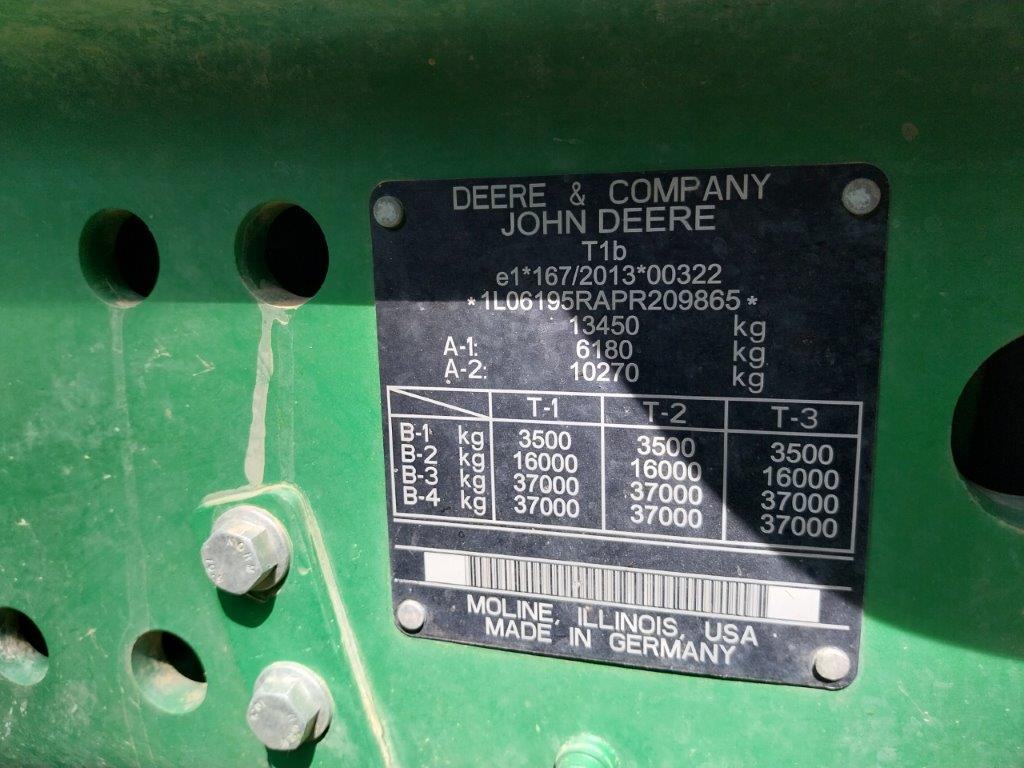 DEERE & COMPANY
JOHN DEERE
T1b
e1*167/2013*00322
*1L06195RAPR209865*
13450 kg
A-1: 6180 kg
A-2: 10270 kg
T-1 T-2 T-3
B-1 kg 3500 3500 3500
B-2 kg 16000 16000 16000
B-3 kg 37000 37000 37000
B-4 kg 37000 37000 37000
MOLINE, ILLINOIS, USA
MADE IN GERMANY